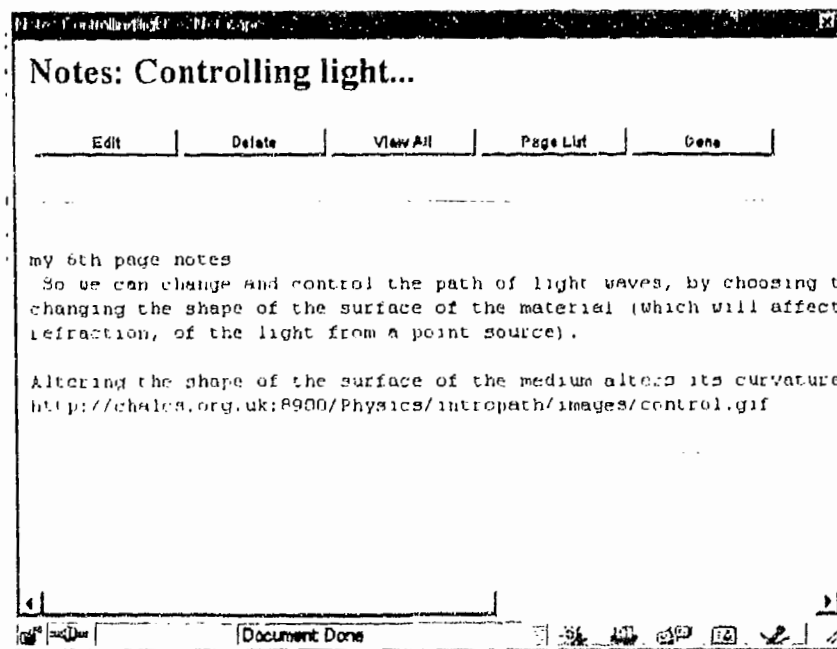 Notes: Controlling light...
Edit Delete View All Page List Done
my 6th page notes
So we can change and control the path of light waves, by choosing t
changing the shape of the surface of the material (which will affect
refraction, of the light from a point source).
Altering the shape of the surface of the medium alters its curvature
http://chalcs.org.uk:8900/Physics/intropath/images/control.gif
Document Done